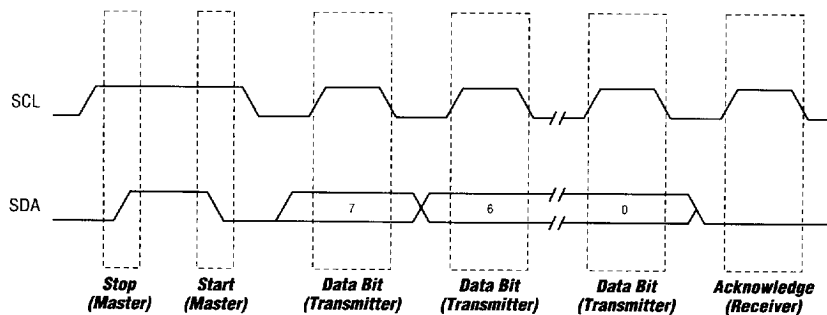 SCL
SDA
7
6
0
Stop
(Master)
Start
(Master)
Data Bit
(Transmitter)
Data Bit
(Transmitter)
Data Bit
(Transmitter)
Acknowledge
(Receiver)